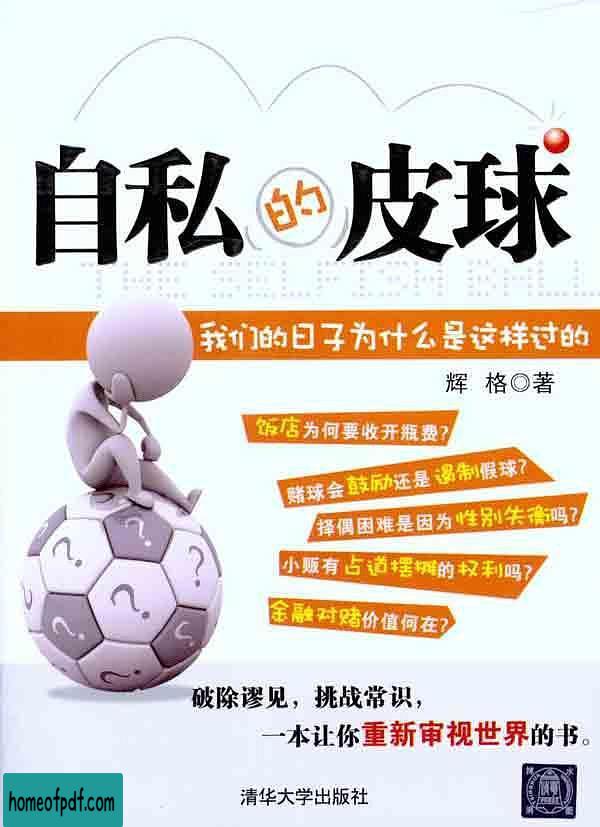 自私的皮球
THE SELFISH BALL
我们的日子为什么是这样过的
辉 格◎著
饭店为何要收开瓶费?
赌球会鼓励还是遏制假球?
择偶困难是因为性别失衡吗?
小贩有占道摆摊的权利吗?
金融对赌价值何在?
破除谬见，挑战常识，
一本让你重新审视世界的书。
清华大学出版社
homeofpdf.com